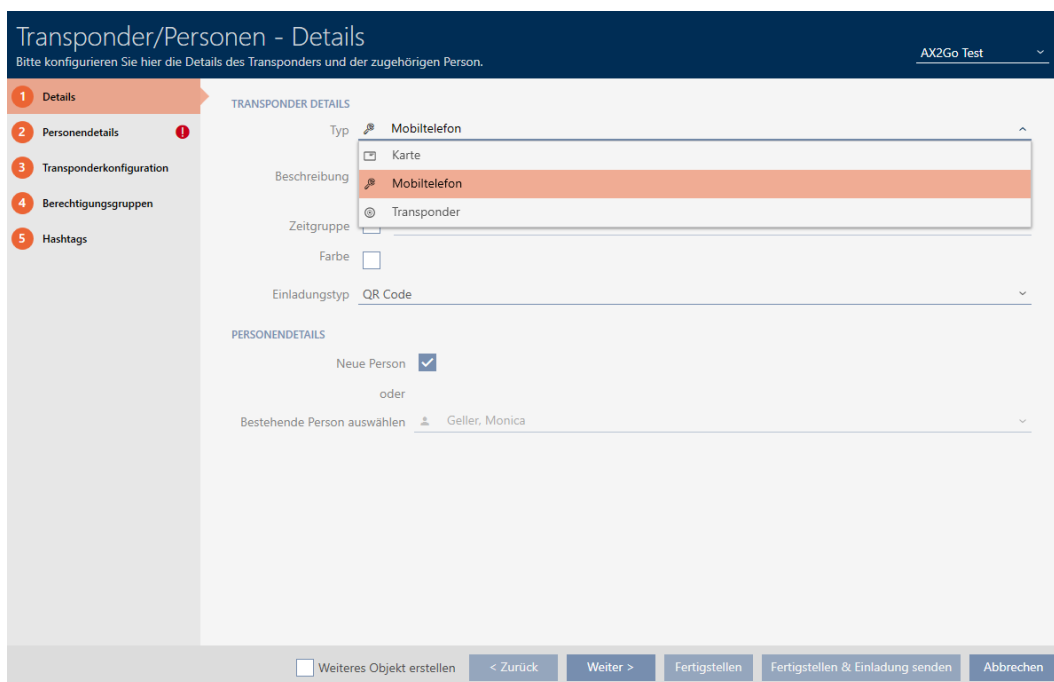 Transponder/Personen - Details
Bitte konfigurieren Sie hier die Details des Transponders und der zugehörigen Person.
AX2Go Test
1 Details
2 Personendetails !
3 Transponderkonfiguration
4 Berechtigungsgruppen
5 Hashtags
TRANSPONDER DETAILS
Typ Mobiltelefon
Karte
Beschreibung
Mobiltelefon
Transponder
Zeitgruppe
Farbe
Einladungstyp QR Code
PERSONENDETAILS
Neue Person
oder
Bestehende Person auswählen Geller, Monica
Weiteres Objekt erstellen < Zurück Weiter > Fertigstellen Fertigstellen & Einladung senden Abbrechen